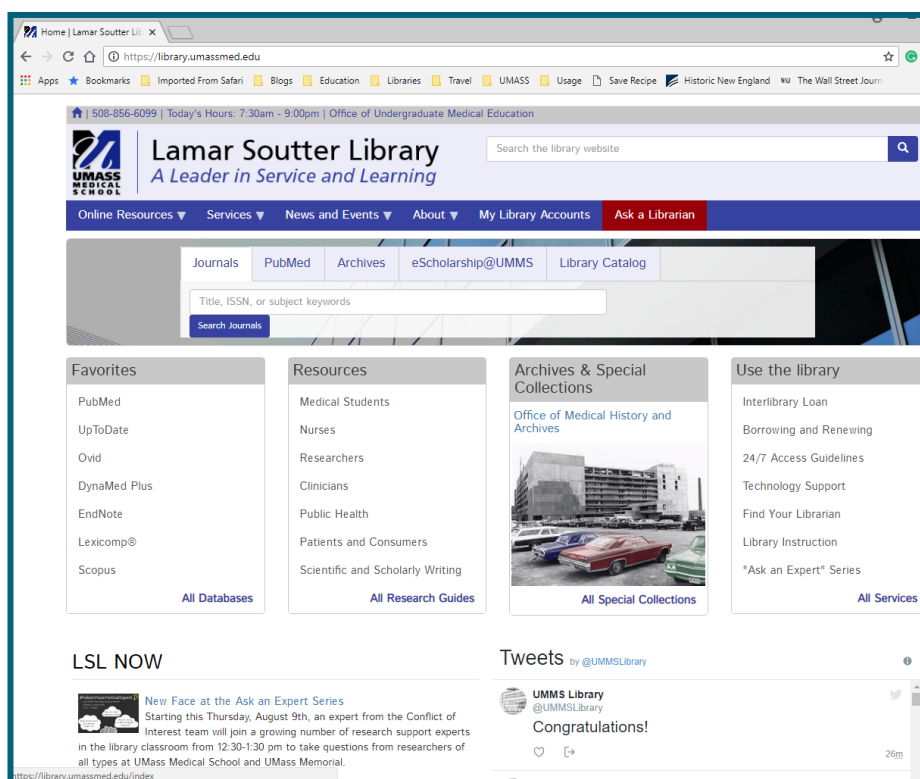 Home | Lamar Soutter Lib
https://library.umassmed.edu
Apps Bookmarks Imported From Safari Blogs Education Libraries Travel UMASS Usage Save Recipe Historic New England WSJ The Wall Street Journ
| 508-856-6099 | Today's Hours: 7:30am - 9:00pm | Office of Undergraduate Medical Education
UMASS
MEDICAL
SCHOOL
Lamar Soutter Library
A Leader in Service and Learning
Search the library website
Online Resources Services News and Events About My Library Accounts Ask a Librarian
Journals PubMed Archives eScholarship@UMMS Library Catalog
Title, ISSN, or subject keywords
Search Journals
Favorites
PubMed
UpToDate
Ovid
DynaMed Plus
EndNote
Lexicomp®
Scopus
All Databases
Resources
Medical Students
Nurses
Researchers
Clinicians
Public Health
Patients and Consumers
Scientific and Scholarly Writing
All Research Guides
Archives & Special
Collections
Office of Medical History and
Archives
All Special Collections
Use the library
Interlibrary Loan
Borrowing and Renewing
24/7 Access Guidelines
Technology Support
Find Your Librarian
Library Instruction
"Ask an Expert" Series
All Services
LSL NOW
New Face at the Ask an Expert Series
Starting this Thursday, August 9th, an expert from the Conflict of
Interest team will join a growing number of research support experts
in the library classroom from 12:30-1:30 pm to take questions from researchers of
all types at UMass Medical School and UMass Memorial.
Tweets by @UMMSLibrary
UMMS Library
@UMMSLibrary
Congratulations!
26m
https://library.umassmed.edu/index